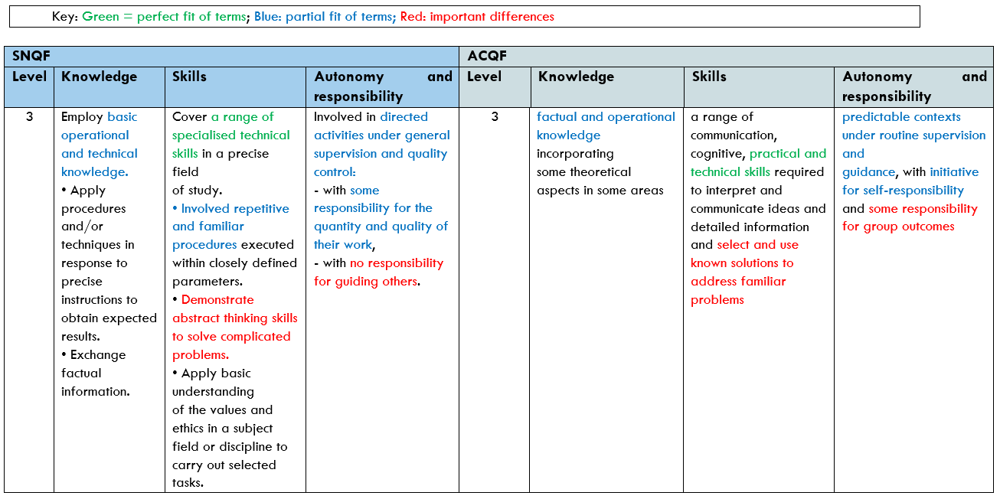 Key: Green = perfect fit of terms; Blue: partial fit of terms; Red: important differences
SNQF
ACQF
Level
Knowledge
Skills
Autonomy and
responsibility
Level
Knowledge
Skills
Autonomy and
responsibility
3
Employ basic
operational
and technical
knowledge.
• Apply
procedures
and/or
techniques in
response to
precise
instructions to
obtain expected
results.
• Exchange
factual
information.
Cover a range of
specialised technical
skills in a precise
field
of study.
• Involved repetitive
and familiar
procedures executed
within closely defined
parameters.
• Demonstrate
abstract thinking skills
to solve complicated
problems.
• Apply basic
understanding
of the values and
ethics in a subject
field or discipline to
carry out selected
tasks.
Involved in directed
activities under general
supervision and quality
control:
- with some
responsibility for the
quantity and quality of
their work,
- with no responsibility
for guiding others.
3
factual and operational
knowledge
incorporating
some theoretical
aspects in some areas
a range of
communication,
cognitive, practical and
technical skills required
to interpret and
communicate ideas and
detailed information
and select and use
known solutions to
address familiar
problems
predictable contexts
under routine supervision
and
guidance, with initiative
for self-responsibility
and some responsibility
for group outcomes